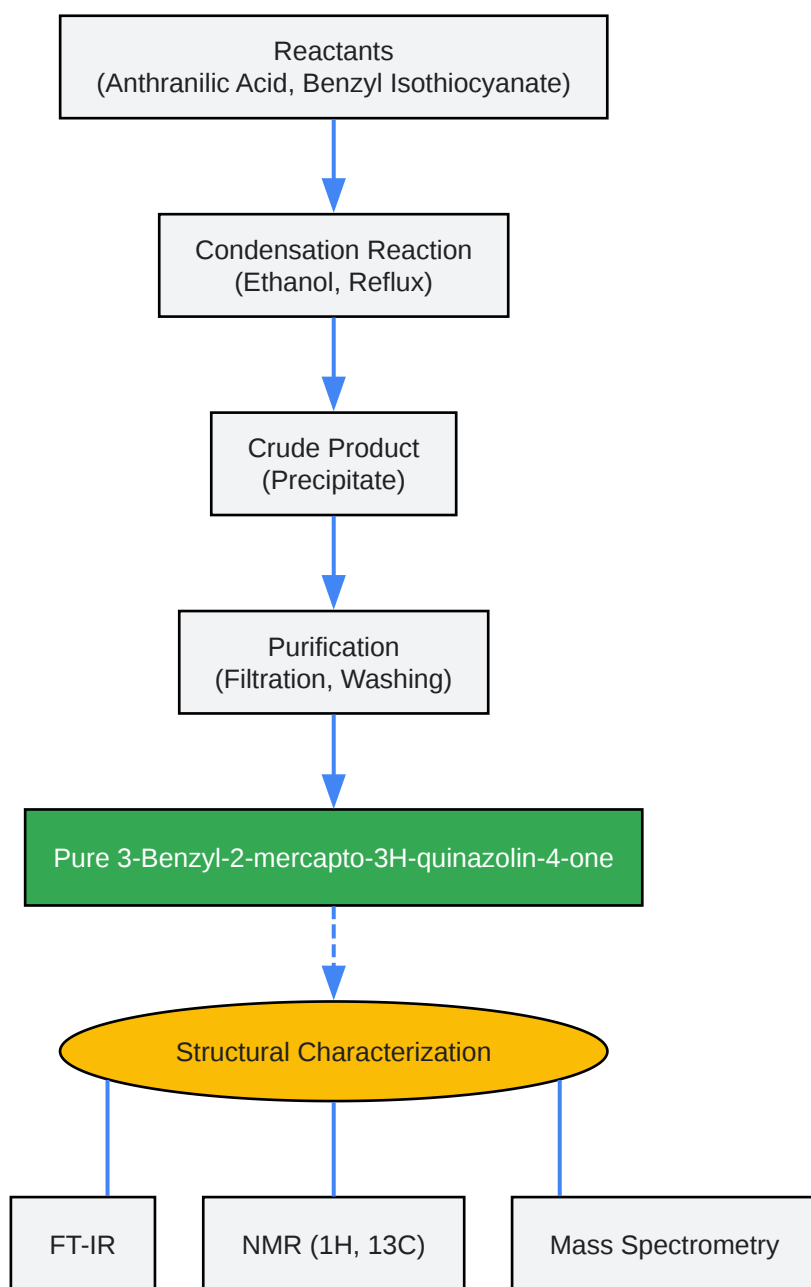 Reactants
(Anthranilic Acid, Benzyl Isothiocyanate)
Condensation Reaction
(Ethanol, Reflux)
Crude Product
(Precipitate)
Purification
(Filtration, Washing)
Pure 3-Benzyl-2-mercapto-3H-quinazolin-4-one
Structural Characterization
FT-IR
NMR (1H, 13C)
Mass Spectrometry